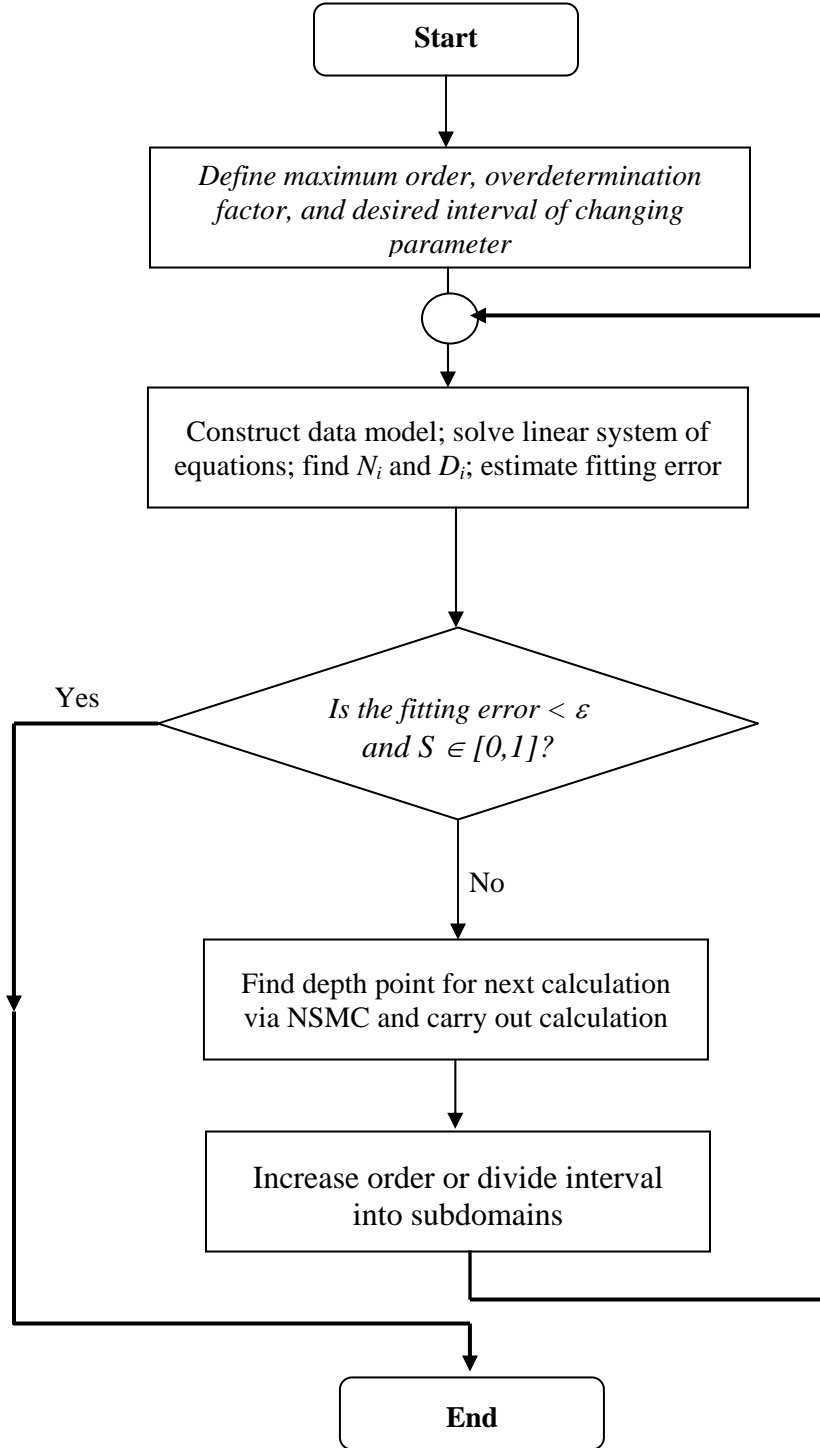 Start
Define maximum order, overdetermination
factor, and desired interval of changing
parameter
Construct data model; solve linear system of
equations; find Nᵢ and Dᵢ; estimate fitting error
Yes
Is the fitting error < ε
and S ∈ [0,1]?
No
Find depth point for next calculation
via NSMC and carry out calculation
Increase order or divide interval
into subdomains
End